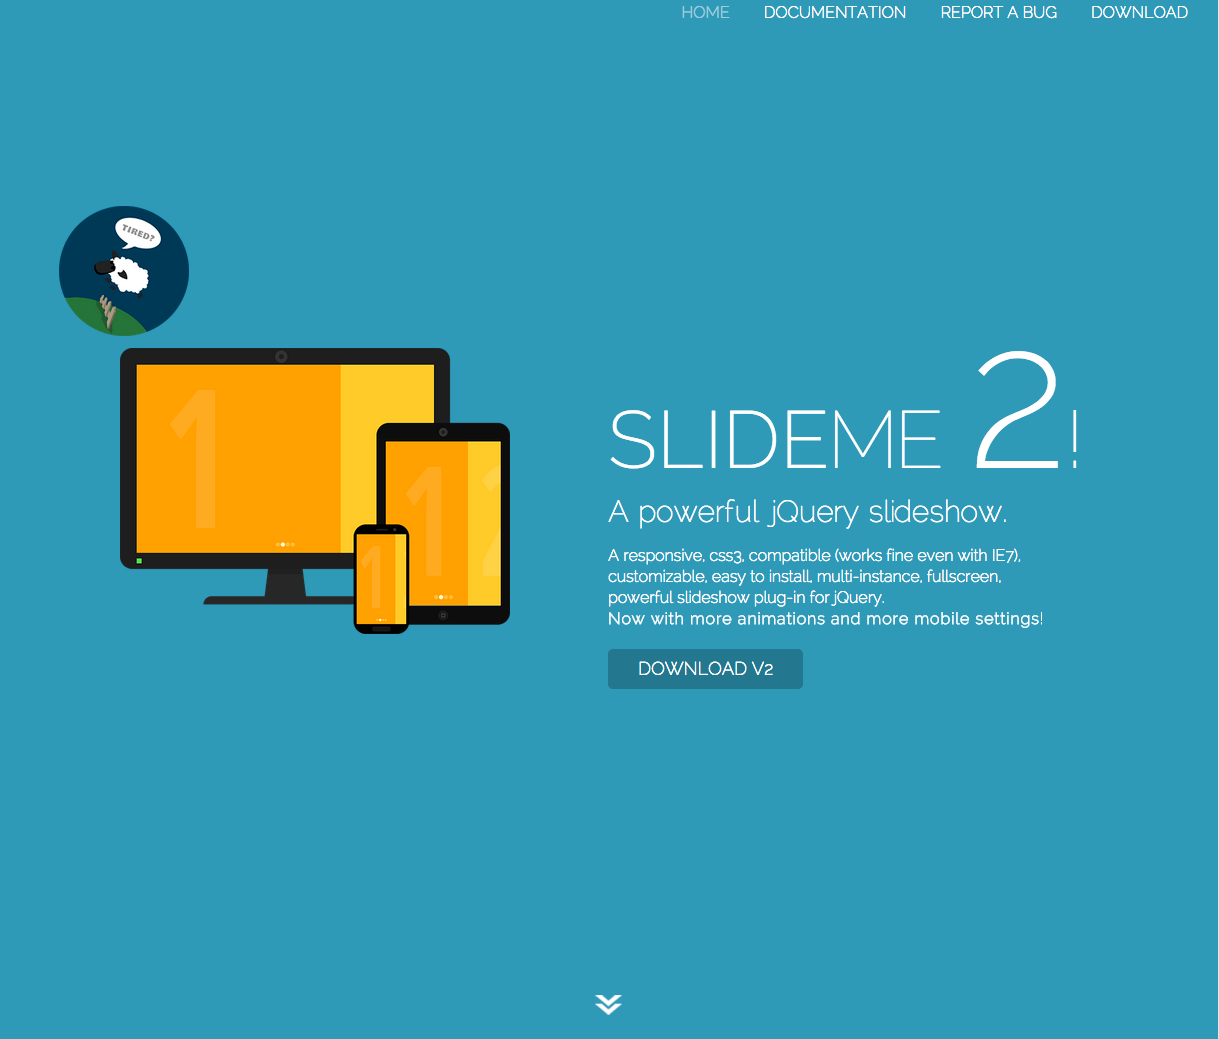 HOME DOCUMENTATION REPORT A BUG DOWNLOAD
TIRED?
1
1 2
1
SLIDEME 2!
A powerful jQuery slideshow.
A responsive, css3, compatible (works fine even with IE7),
customizable, easy to install, multi-instance, fullscreen,
powerful slideshow plug-in for jQuery.
Now with more animations and more mobile settings!
DOWNLOAD V2